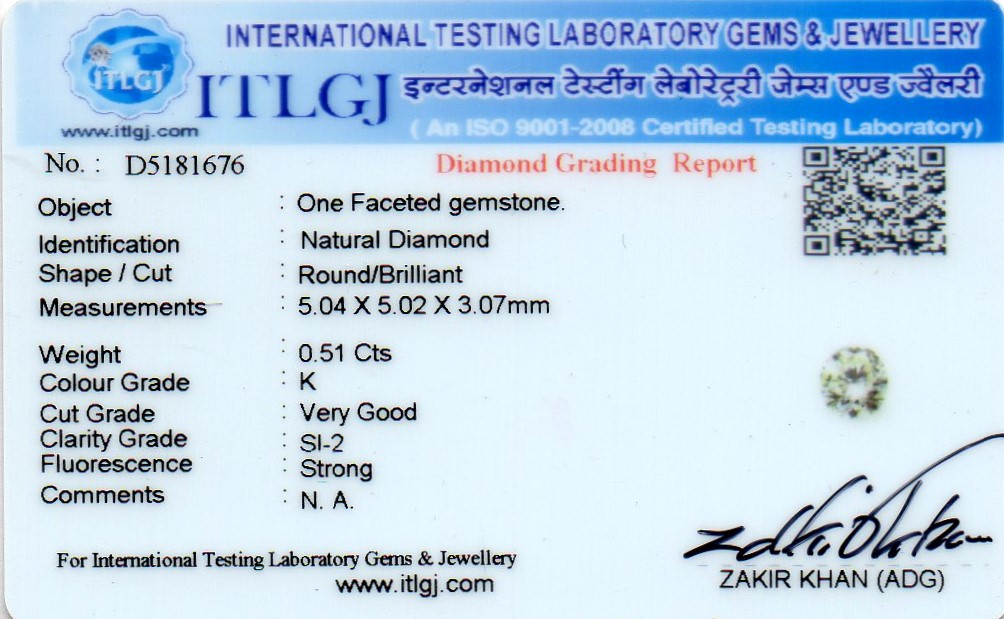 INTERNATIONAL TESTING LABORATORY GEMS & JEWELLERY
ITLGJ
ITLGJ इन्टरनेशनल टेस्टींग लेबोरेट्ररी जेम्स एण्ड ज्वैलरी
www.itlgj.com
( An ISO 9001-2008 Certified Testing Laboratory)
No. : D5181676
Diamond Grading Report
Object : One Faceted gemstone.
Identification : Natural Diamond
Shape / Cut : Round/Brilliant
Measurements : 5.04 X 5.02 X 3.07mm
Weight : 0.51 Cts
Colour Grade : K
Cut Grade : Very Good
Clarity Grade : SI-2
Fluorescence : Strong
Comments : N. A.
For International Testing Laboratory Gems & Jewellery
www.itlgj.com
ZAKIR KHAN (ADG)